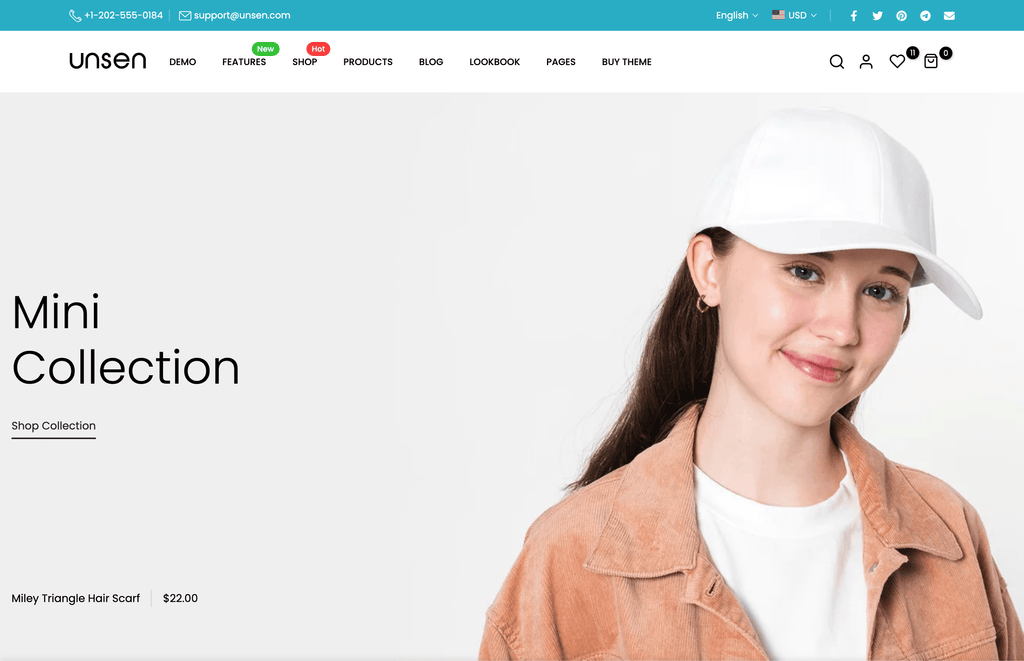 +1-202-555-0184 support@unsen.com English USD
unsen DEMO FEATURES New SHOP Hot PRODUCTS BLOG LOOKBOOK PAGES BUY THEME 11 0
Mini
Collection
Shop Collection
Miley Triangle Hair Scarf $22.00